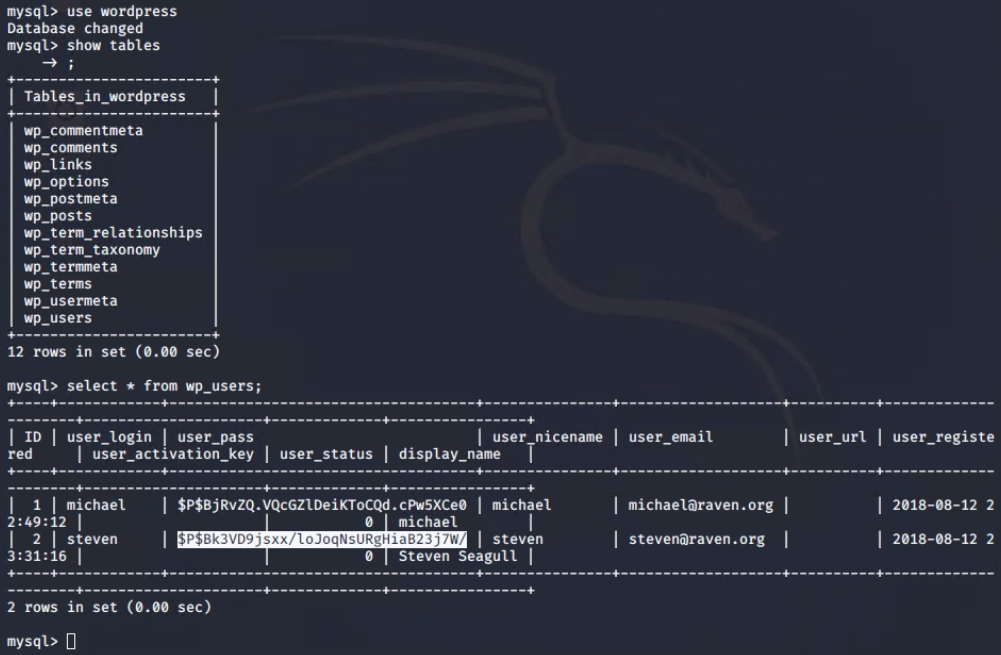 mysql> use wordpress
Database changed
mysql> show tables
    → ;
+-----------------------+
| Tables_in_wordpress   |
+-----------------------+
| wp_commentmeta        |
| wp_comments           |
| wp_links              |
| wp_options            |
| wp_postmeta           |
| wp_posts              |
| wp_term_relationships |
| wp_term_taxonomy      |
| wp_termmeta           |
| wp_terms              |
| wp_usermeta           |
| wp_users              |
+-----------------------+
12 rows in set (0.00 sec)
mysql> select * from wp_users;
+----+------------+------------------------------------+---------------+-------------------+----------+-------------
--------+---------------------+-------------+----------------+
| ID | user_login | user_pass                          | user_nicename | user_email        | user_url | user_registe
red     | user_activation_key | user_status | display_name   |
+----+------------+------------------------------------+---------------+-------------------+----------+-------------
--------+---------------------+-------------+----------------+
|  1 | michael    | $P$BjRvZQ.VQcGZlDeiKToCQd.cPw5XCe0 | michael       | michael@raven.org |          | 2018-08-12 2
2:49:12 |                     |           0 | michael        |
|  2 | steven     | $P$Bk3VD9jsxx/loJoqNsURgHiaB23j7W/ | steven        | steven@raven.org  |          | 2018-08-12 2
3:31:16 |                     |           0 | Steven Seagull |
+----+------------+------------------------------------+---------------+-------------------+----------+-------------
--------+---------------------+-------------+----------------+
2 rows in set (0.00 sec)
mysql>